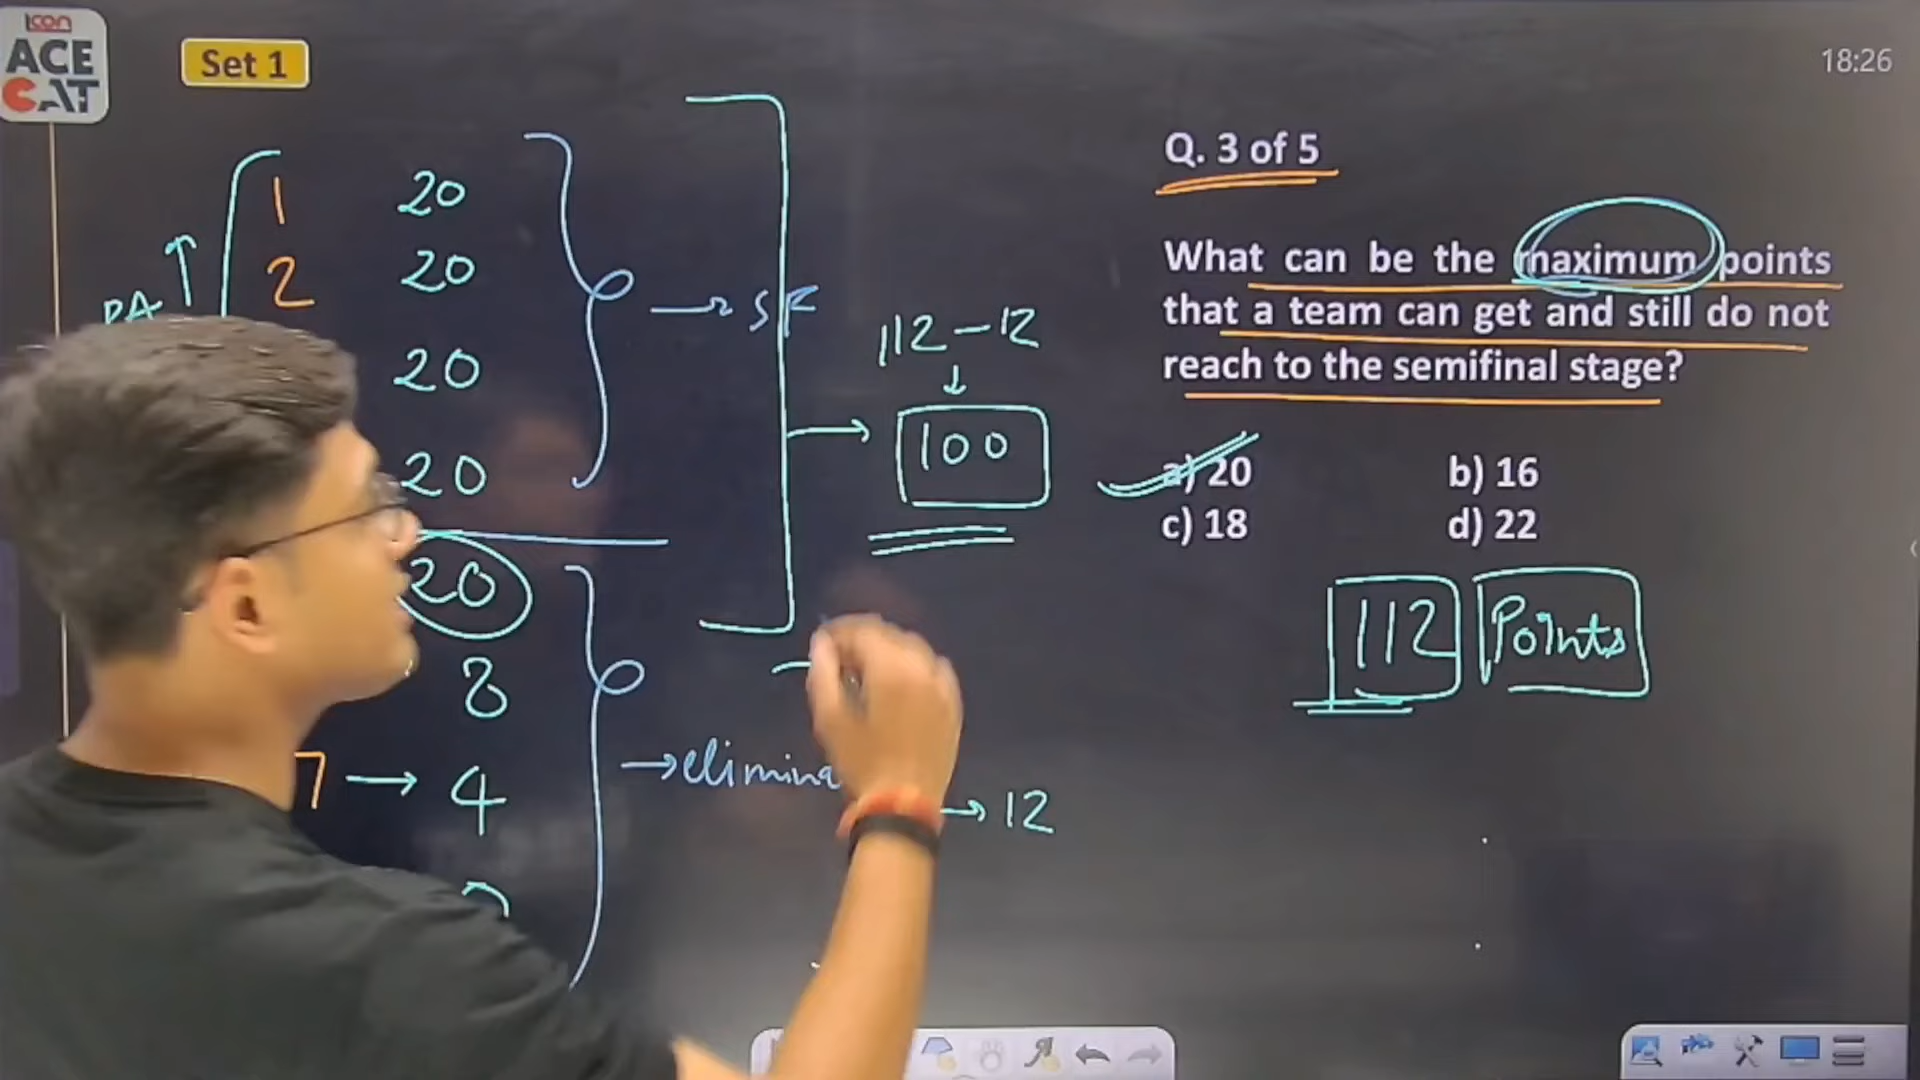 icon
ACE
CAT
Set 1
18:26
Q. 3 of 5
What can be the maximum points
that a team can get and still do not
reach to the semifinal stage?
a) 20
b) 16
c) 18
d) 22
112 Points
1 20
2 20
20
20
→ SF
20
8
7 → 4
→ elimina
112 - 12
↓
100
→ 12